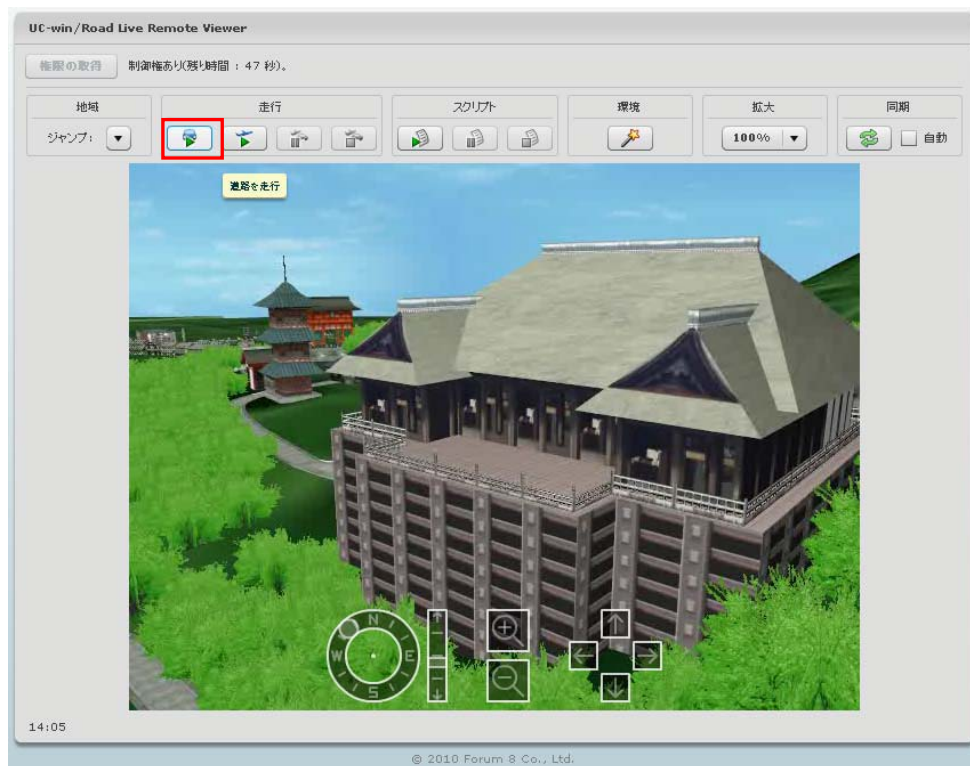 UC-win/Road Live Remote Viewer
権限の取得 制御権あり(残り時間 : 47 秒)。
地域 走行 スクリプト 環境 拡大 同期
ジャンプ: 100% 自動
道路を走行
N
W E
S
14:05
© 2010 Forum 8 Co., Ltd.